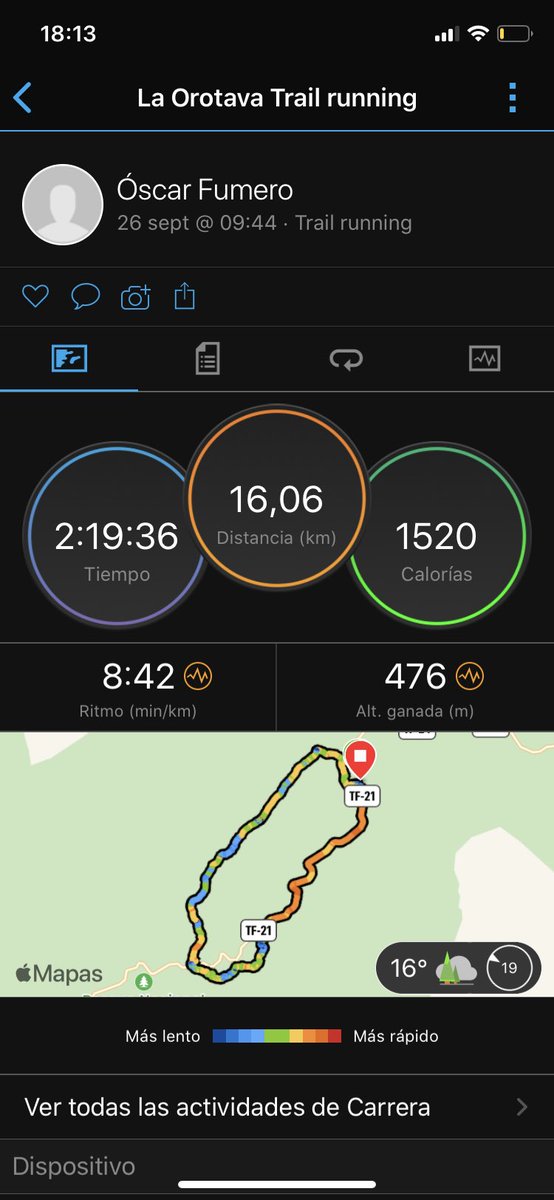 18:13
La Orotava Trail running
Óscar Fumero
26 sept @ 09:44 · Trail running
16,06
Distancia (km)
2:19:36
Tiempo
1520
Calorías
8:42
Ritmo (min/km)
476
Alt. ganada (m)
TF-21
TF-21
Mapas
16°
19
Más lento
Más rápido
Ver todas las actividades de Carrera
Dispositivo